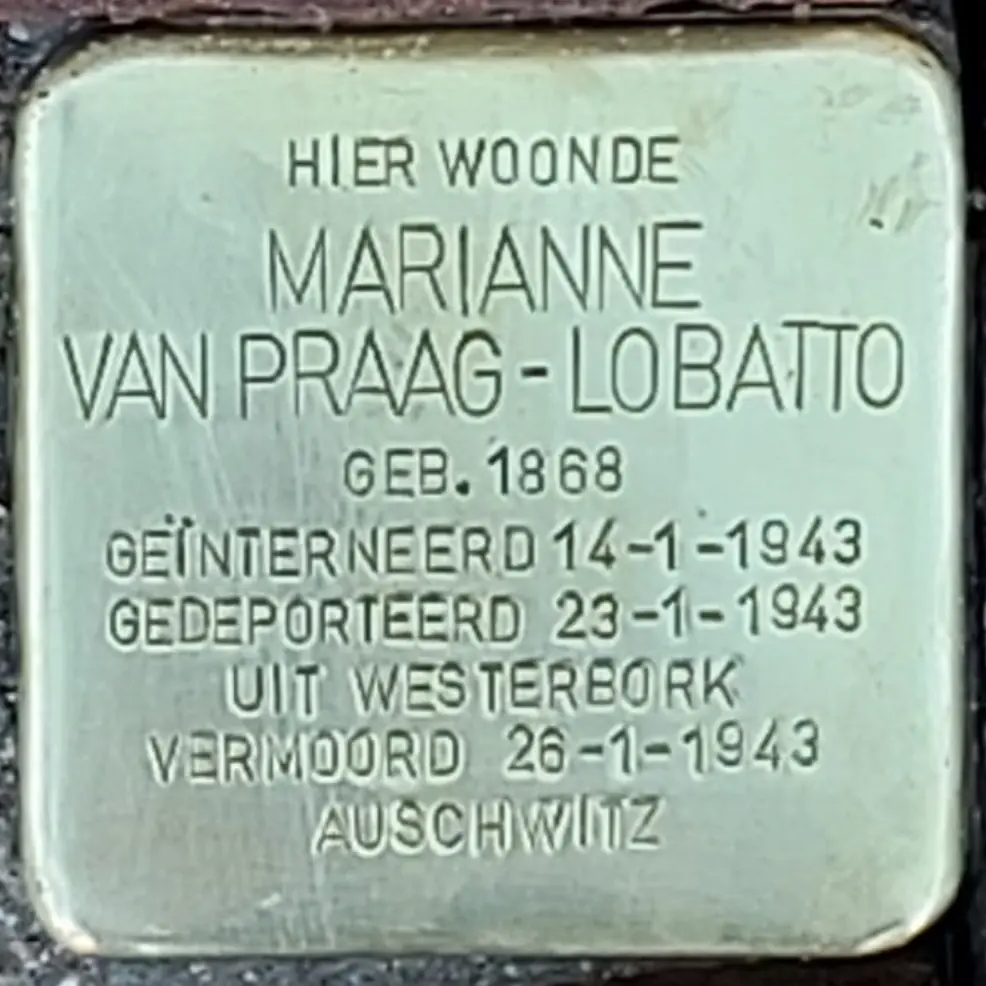 HIER WOONDE
MARIANNE
VAN PRAAG-LOBATTO
GEB. 1868
GEÏNTERNEERD 14-1-1943
GEDEPORTEERD 23-1-1943
UIT WESTERBORK
VERMOORD 26-1-1943
AUSCHWITZ